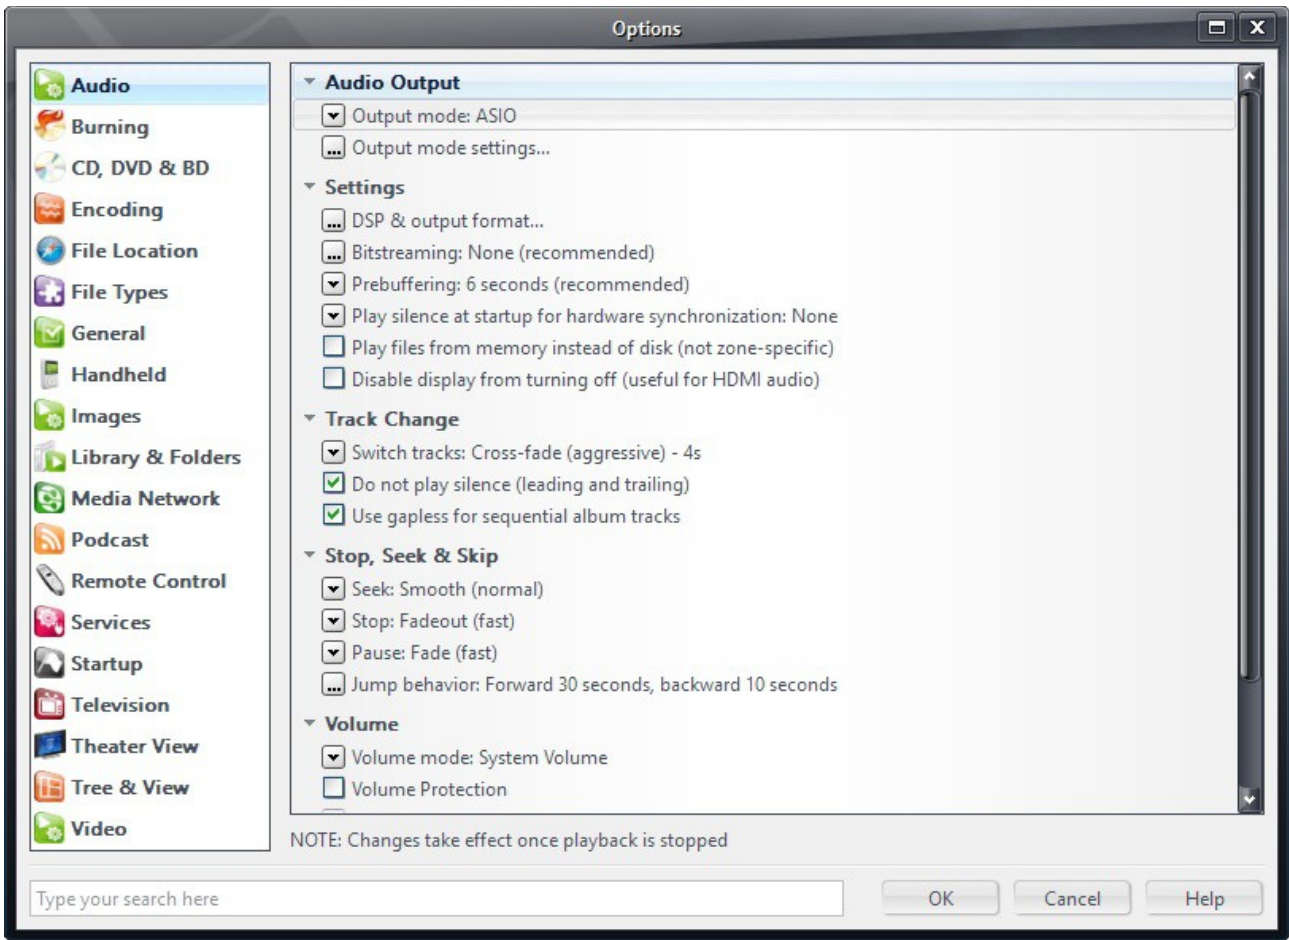 Options
Audio
Burning
CD, DVD & BD
Encoding
File Location
File Types
General
Handheld
Images
Library & Folders
Media Network
Podcast
Remote Control
Services
Startup
Television
Theater View
Tree & View
Video
Audio Output
Output mode: ASIO
Output mode settings...
Settings
DSP & output format...
Bitstreaming: None (recommended)
Prebuffering: 6 seconds (recommended)
Play silence at startup for hardware synchronization: None
Play files from memory instead of disk (not zone-specific)
Disable display from turning off (useful for HDMI audio)
Track Change
Switch tracks: Cross-fade (aggressive) - 4s
Do not play silence (leading and trailing)
Use gapless for sequential album tracks
Stop, Seek & Skip
Seek: Smooth (normal)
Stop: Fadeout (fast)
Pause: Fade (fast)
Jump behavior: Forward 30 seconds, backward 10 seconds
Volume
Volume mode: System Volume
Volume Protection
NOTE: Changes take effect once playback is stopped
Type your search here
OK
Cancel
Help